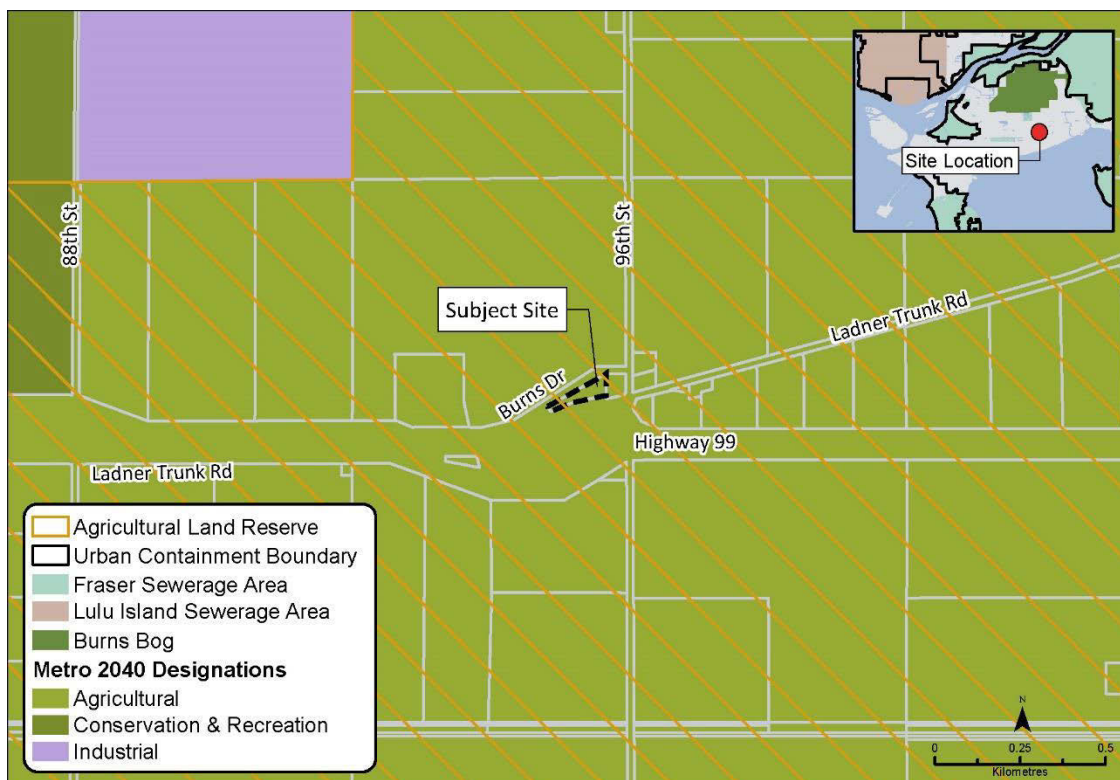 Site Location
88th St
96th St
Subject Site
Ladner Trunk Rd
Burns Dr
Highway 99
Ladner Trunk Rd
Agricultural Land Reserve
Urban Containment Boundary
Fraser Sewerage Area
Lulu Island Sewerage Area
Burns Bog
Metro 2040 Designations
Agricultural
Conservation & Recreation
Industrial
N
0 0.25 0.5
Kilometres